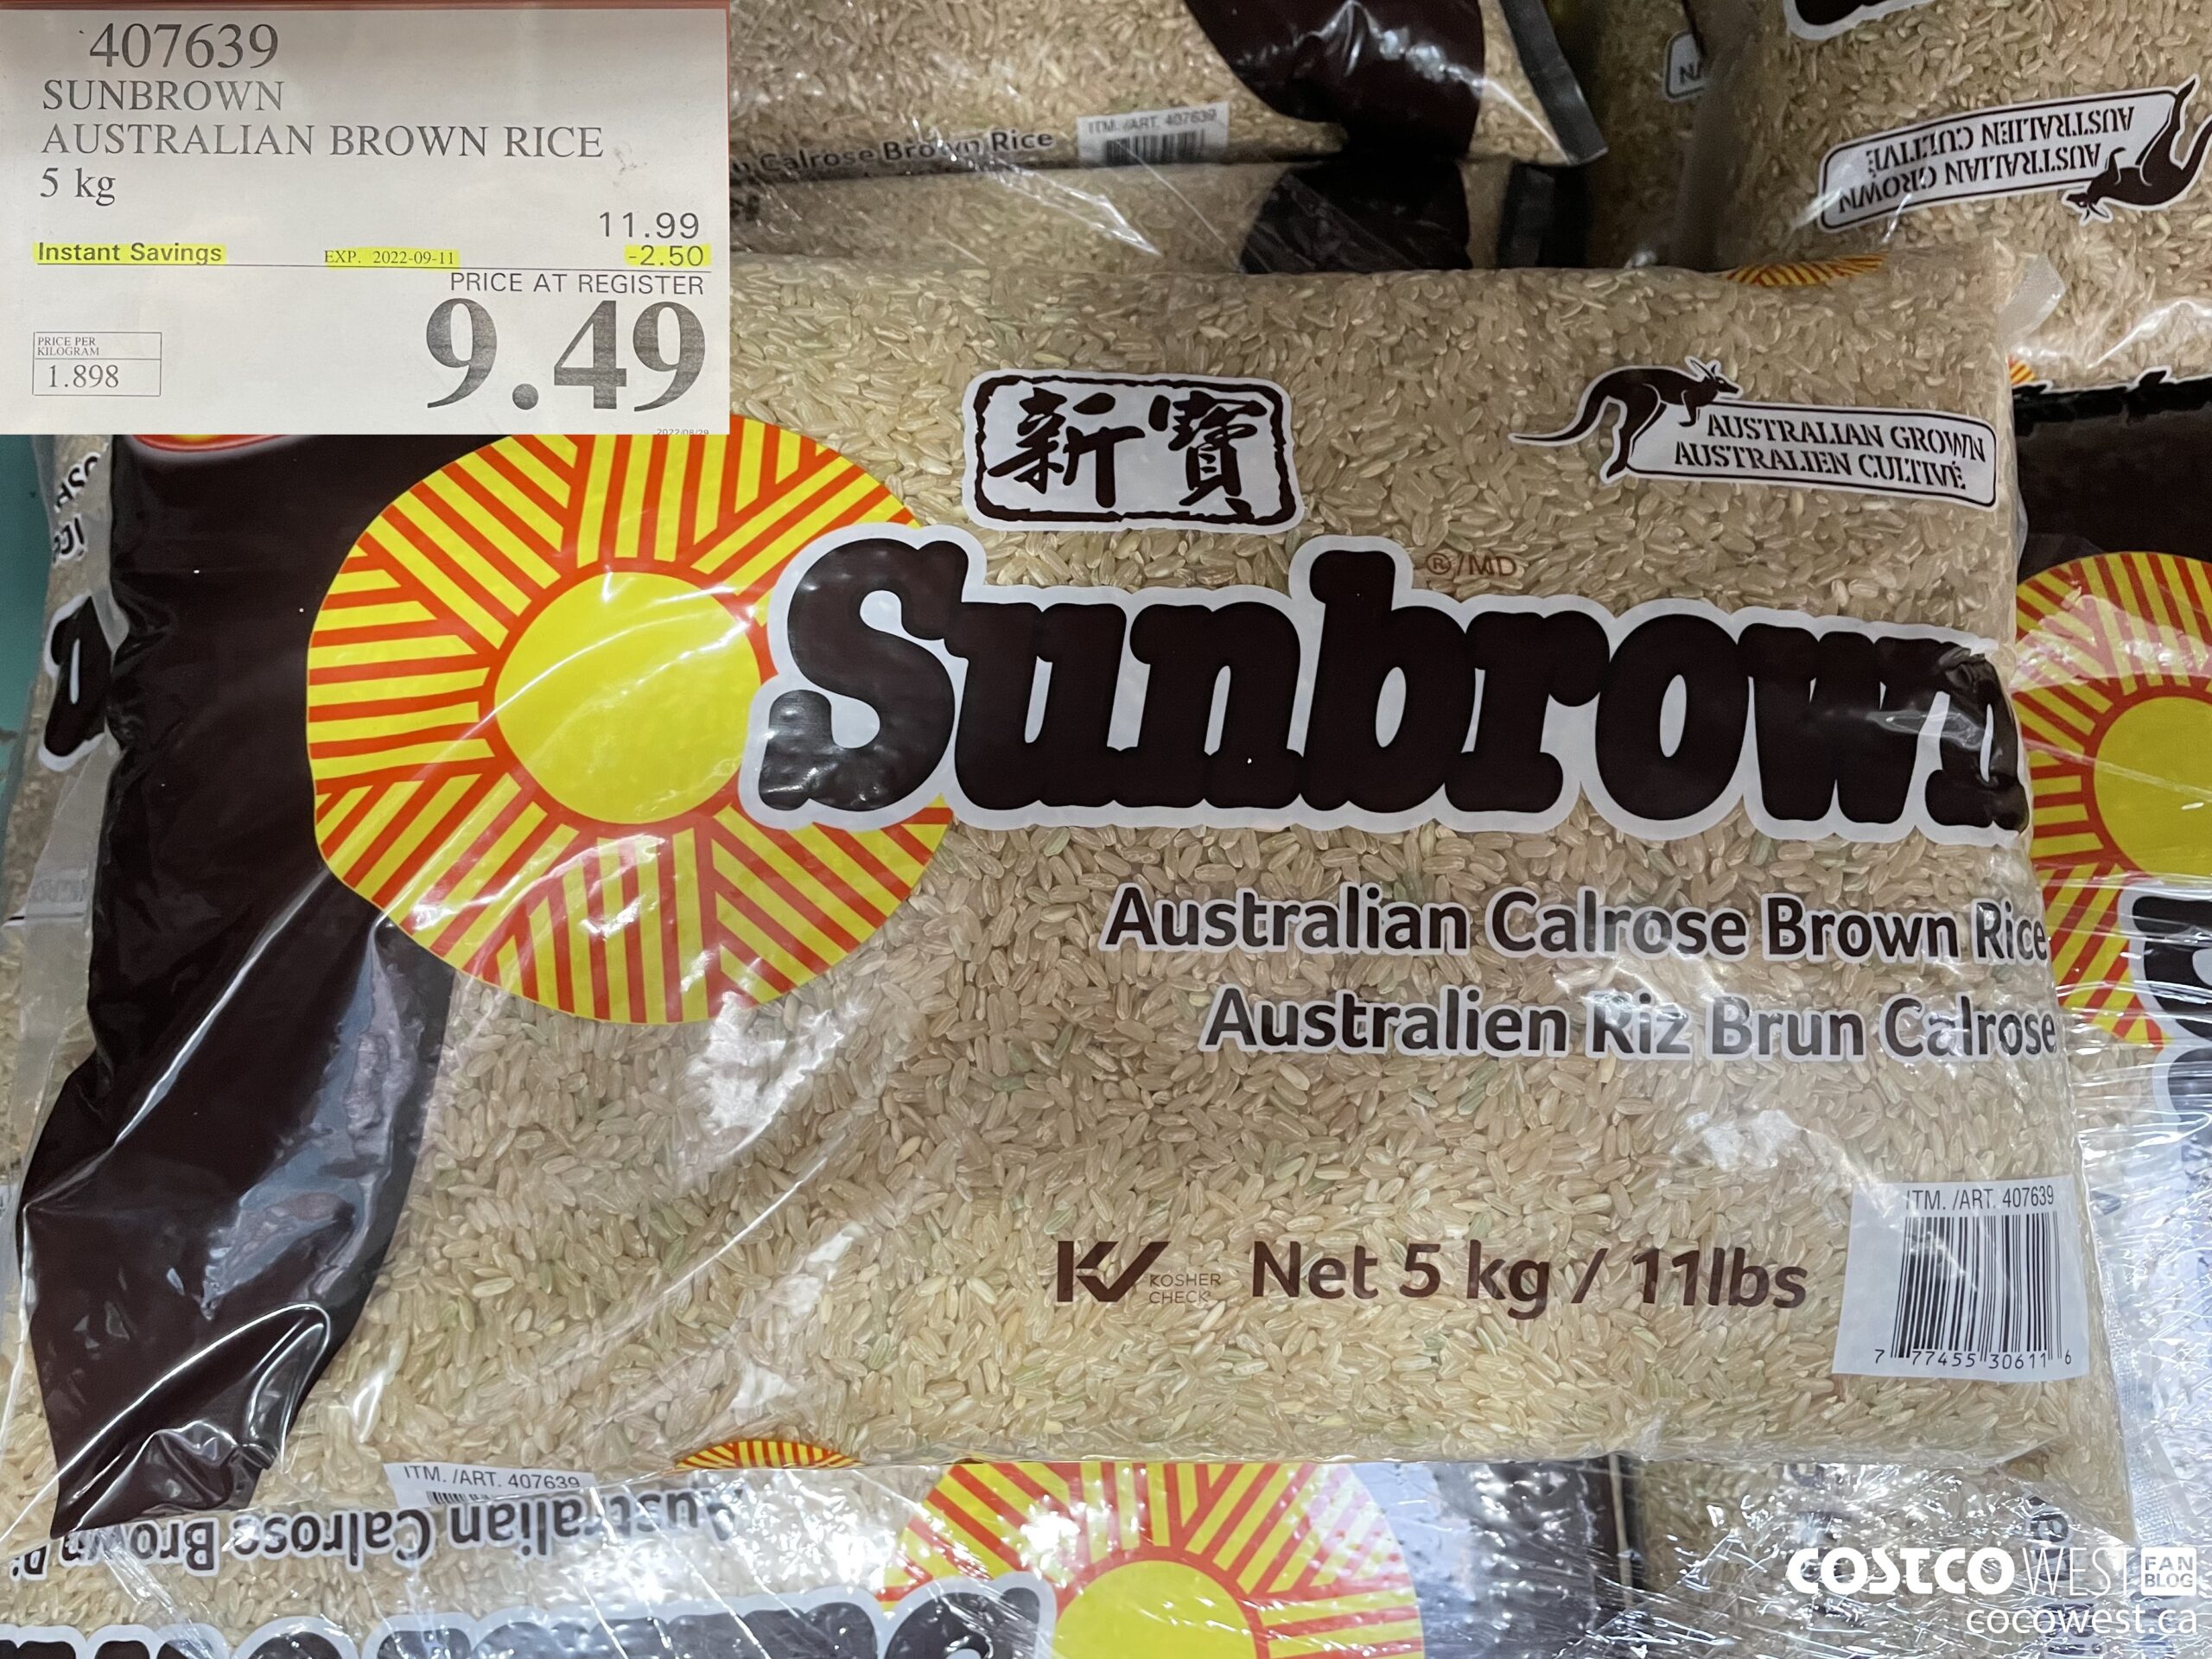 407639
SUNBROWN
AUSTRALIAN BROWN RICE
5 kg
11.99
Instant Savings EXP. 2022-09-11 -2.50
PRICE AT REGISTER
9.49
PRICE PER
KILOGRAM
1.898
2022/08/29
Calrose Brown Rice
ITM. /ART. 407639
AUSTRALIAN GROWN
AUSTRALIEN CULTIVÉ
新寶
AUSTRALIAN GROWN
AUSTRALIEN CULTIVÉ
Sunbrown
®/MD
Australian Calrose Brown Rice
Australien Riz Brun Calrose
KOSHER
CHECK
Net 5 kg / 11lbs
ITM. /ART. 407639
7 77455 30611 6
ITM. /ART. 407639
Australian Calrose Brown
COSTCO WEST FAN BLOG
cocowest.ca